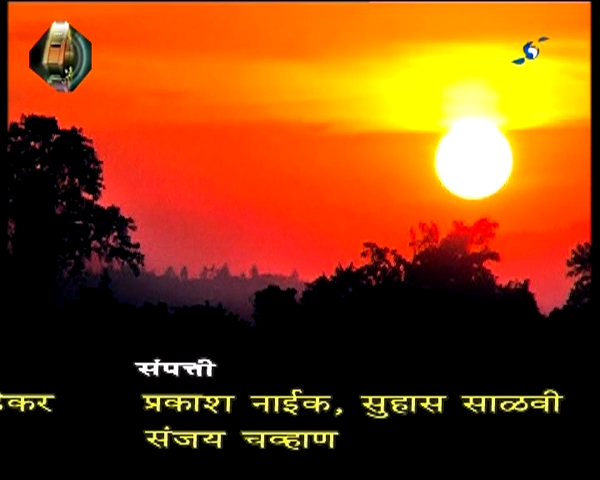 संपत्ती
प्रकाश नाईक, सुहास साळवी
संजय चव्हाण